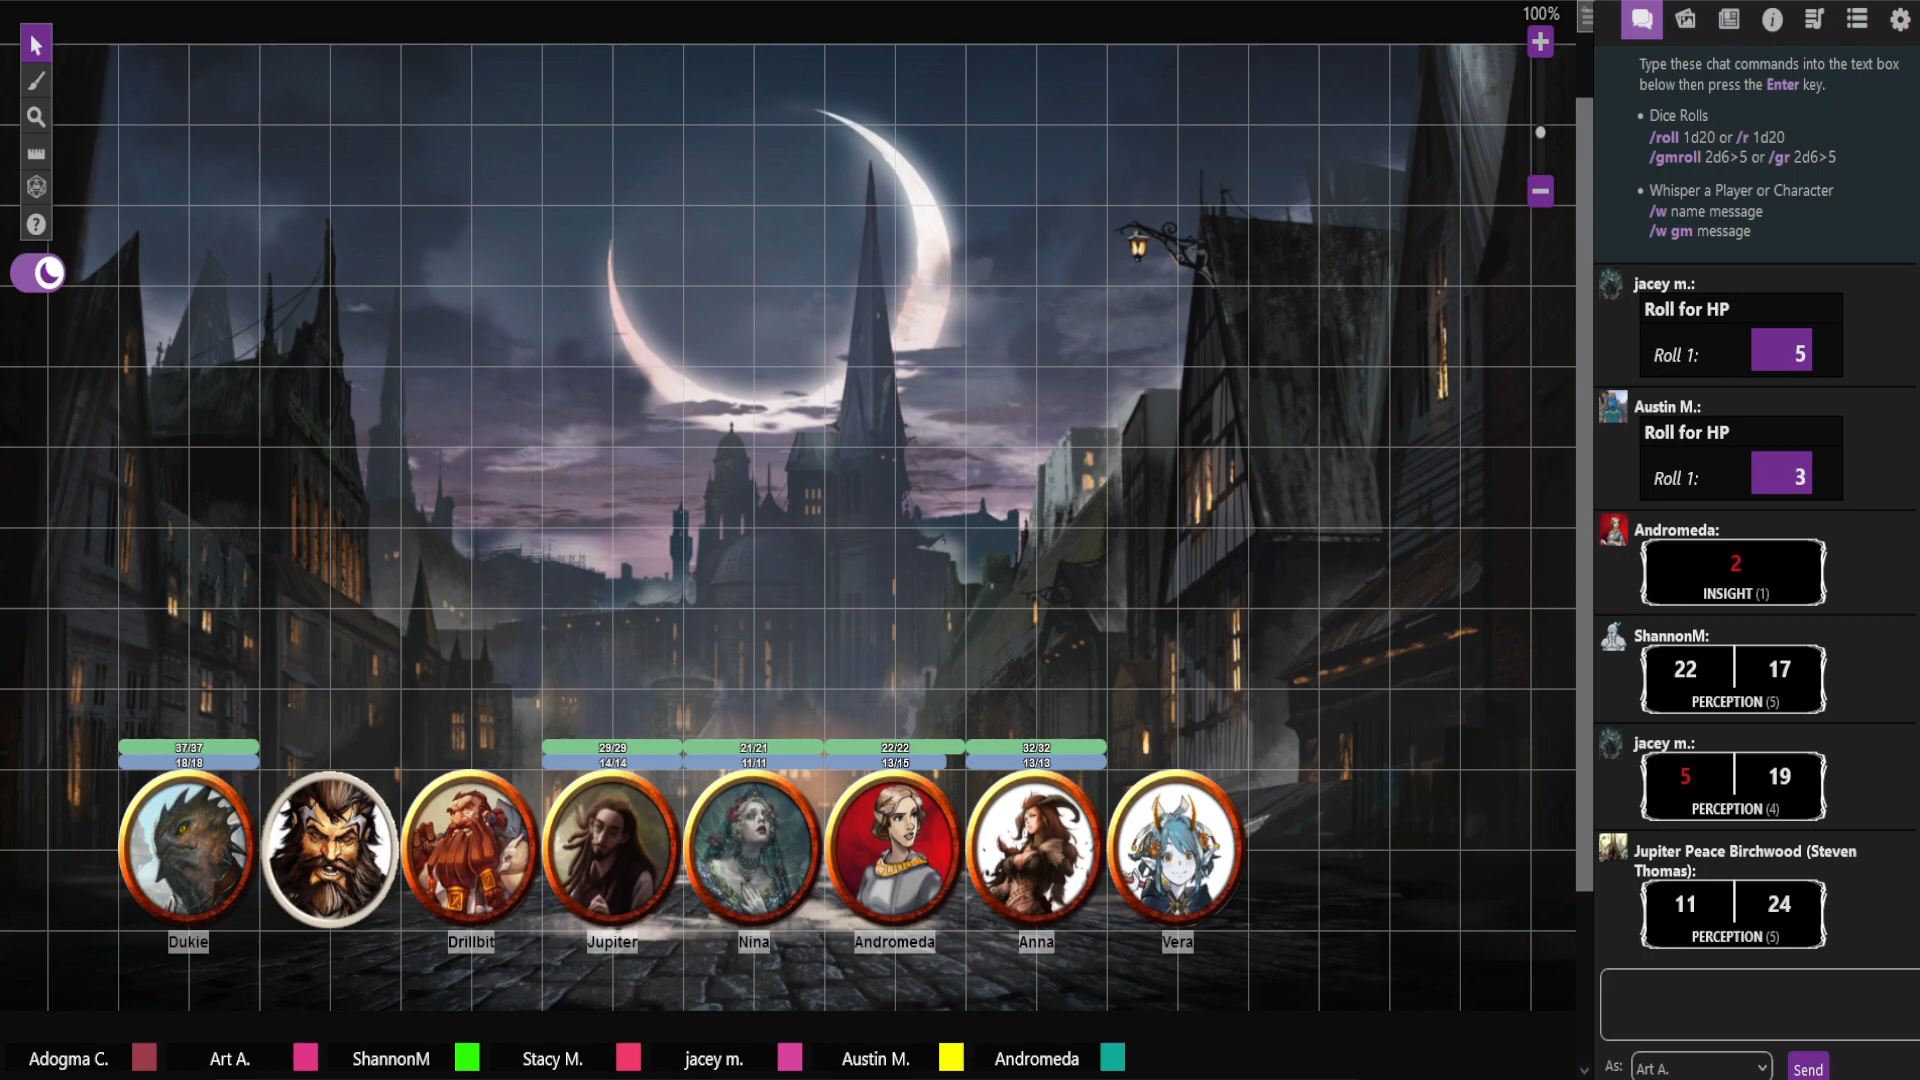 100%
Type these chat commands into the text box
below then press the Enter key.
• Dice Rolls
/roll 1d20 or /r 1d20
/gmroll 2d6>5 or /gr 2d6>5
• Whisper a Player or Character
/w name message
/w gm message
jacey m.:
Roll for HP
Roll 1: 5
Austin M.:
Roll for HP
Roll 1: 3
Andromeda:
2
INSIGHT (1)
ShannonM:
22 17
PERCEPTION (5)
jacey m.:
5 19
PERCEPTION (4)
Jupiter Peace Birchwood (Steven
Thomas):
11 24
PERCEPTION (5)
As: Art A. Send
37/37 29/29 21/21 22/22 32/32
18/18 14/14 11/11 13/15 13/13
Dukie Drillbit Jupiter Nina Andromeda Anna Vera
Adogma C. Art A. ShannonM Stacy M. jacey m. Austin M. Andromeda